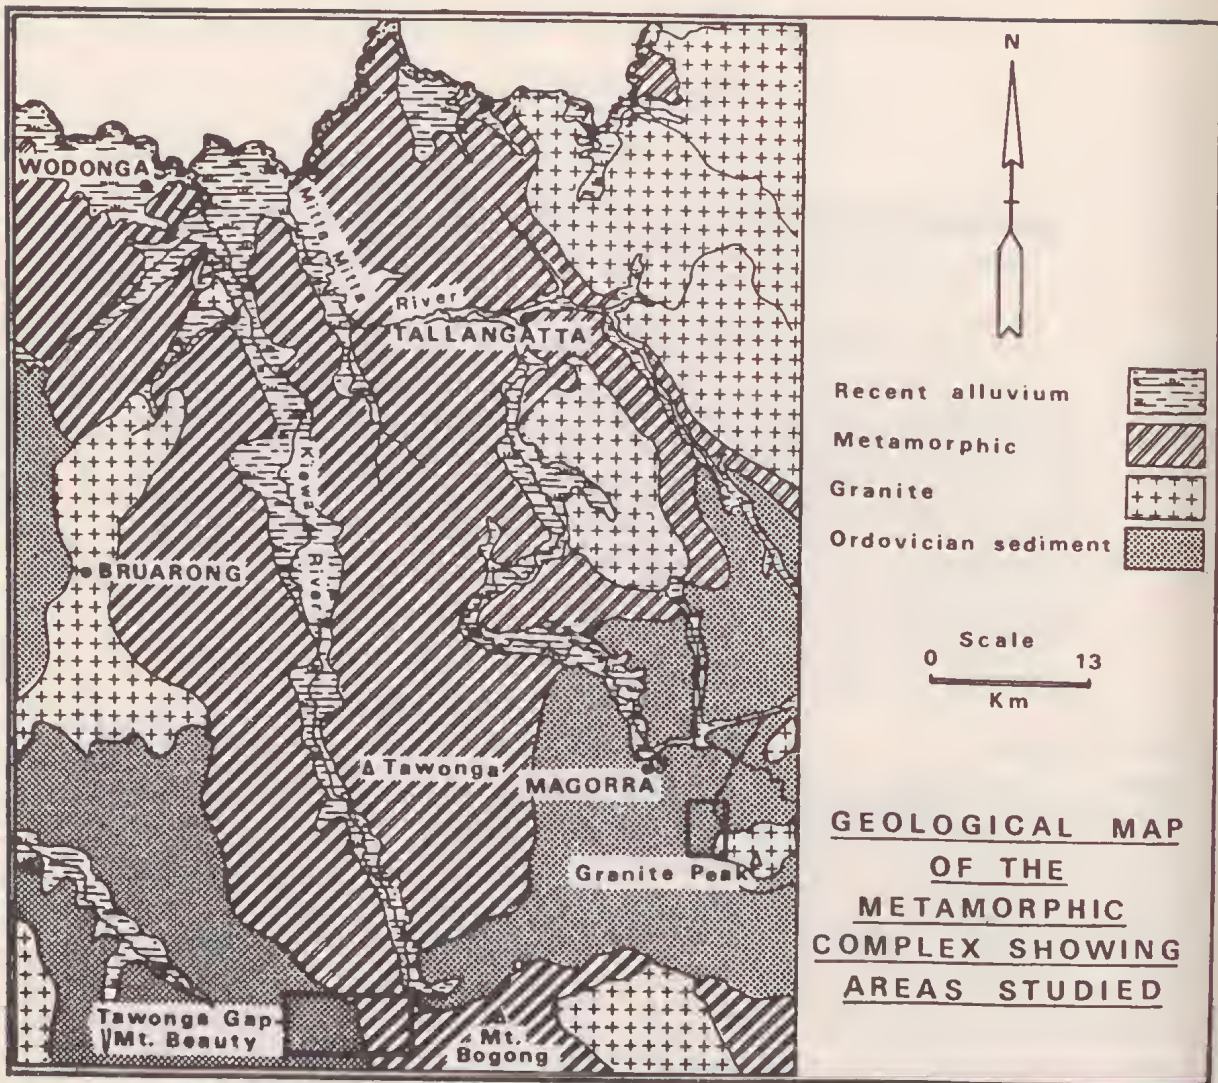 N
WODONGA
Mitta Mitta
River
TALLANGATTA
Kiewa
River
BRUARONG
Tawonga
MAGORRA
Granite Peak
Tawonga Gap-
Mt. Beauty
Mt.
Bogong
Recent alluvium
Metamorphic
Granite
Ordovician sediment
Scale
0 13
Km
GEOLOGICAL MAP
OF THE
METAMORPHIC
COMPLEX SHOWING
AREAS STUDIED